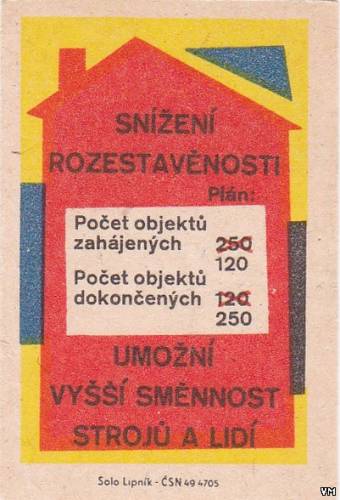 SNÍŽENÍ
ROZESTAVĚNOSTI
Plán:
Počet objektů
zahájených 250
120
Počet objektů
dokončených 120
250
UMOŽNÍ
VYŠŠÍ SMĚNNOST
STROJŮ A LIDÍ
Solo Lipník - ČSN 49 4705
VM